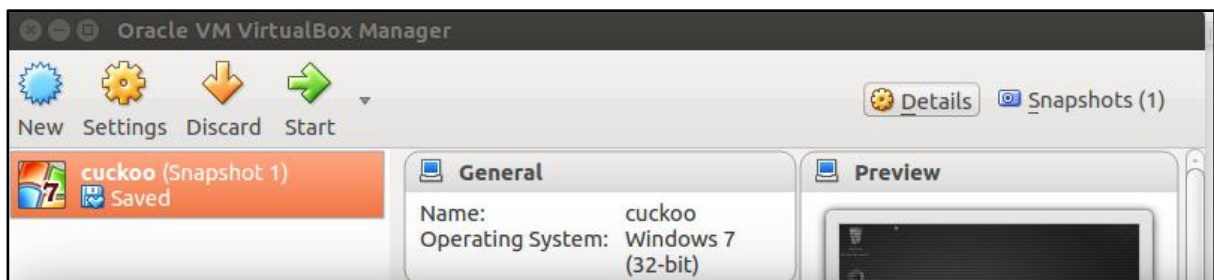 Oracle VM VirtualBox Manager
New Settings Discard Start
Details Snapshots (1)
cuckoo (Snapshot 1)
Saved
7
General
Name: cuckoo
Operating System: Windows 7
(32-bit)
Preview